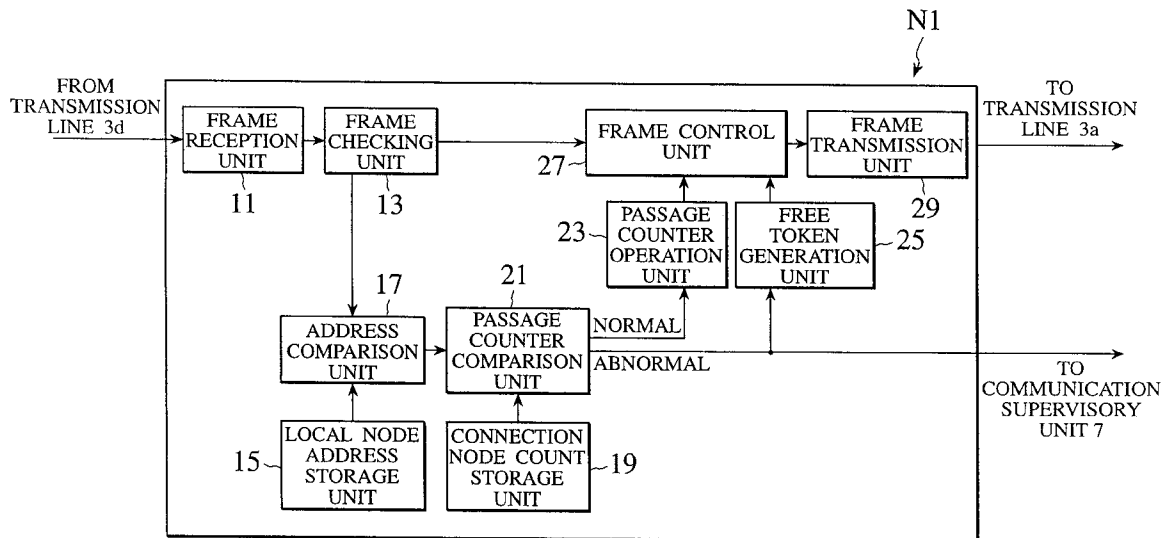 N1
FROM
TRANSMISSION
LINE 3d
TO
TRANSMISSION
LINE 3a
FRAME
RECEPTION
UNIT
11
FRAME
CHECKING
UNIT
13
FRAME CONTROL
UNIT
27
FRAME
TRANSMISSION
UNIT
29
23
PASSAGE
COUNTER
OPERATION
UNIT
FREE
TOKEN
GENERATION
UNIT
25
17
ADDRESS
COMPARISON
UNIT
21
PASSAGE
COUNTER
COMPARISON
UNIT
NORMAL
ABNORMAL
TO
COMMUNICATION
SUPERVISORY
UNIT 7
15
LOCAL NODE
ADDRESS
STORAGE
UNIT
CONNECTION
NODE COUNT
STORAGE
UNIT
19